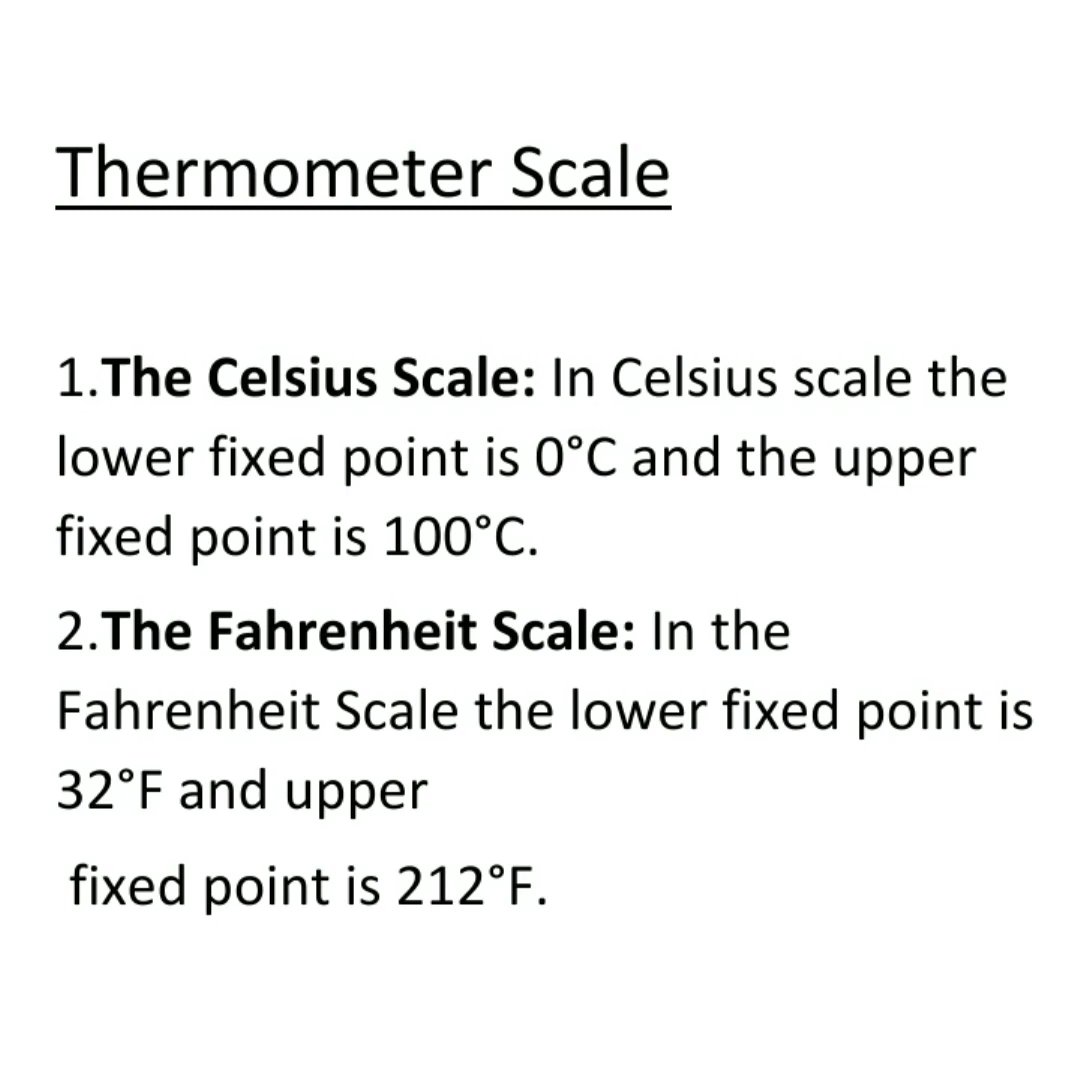 Thermometer Scale
1.The Celsius Scale: In Celsius scale the
lower fixed point is 0°C and the upper
fixed point is 100°C.
2.The Fahrenheit Scale: In the
Fahrenheit Scale the lower fixed point is
32°F and upper
fixed point is 212°F.